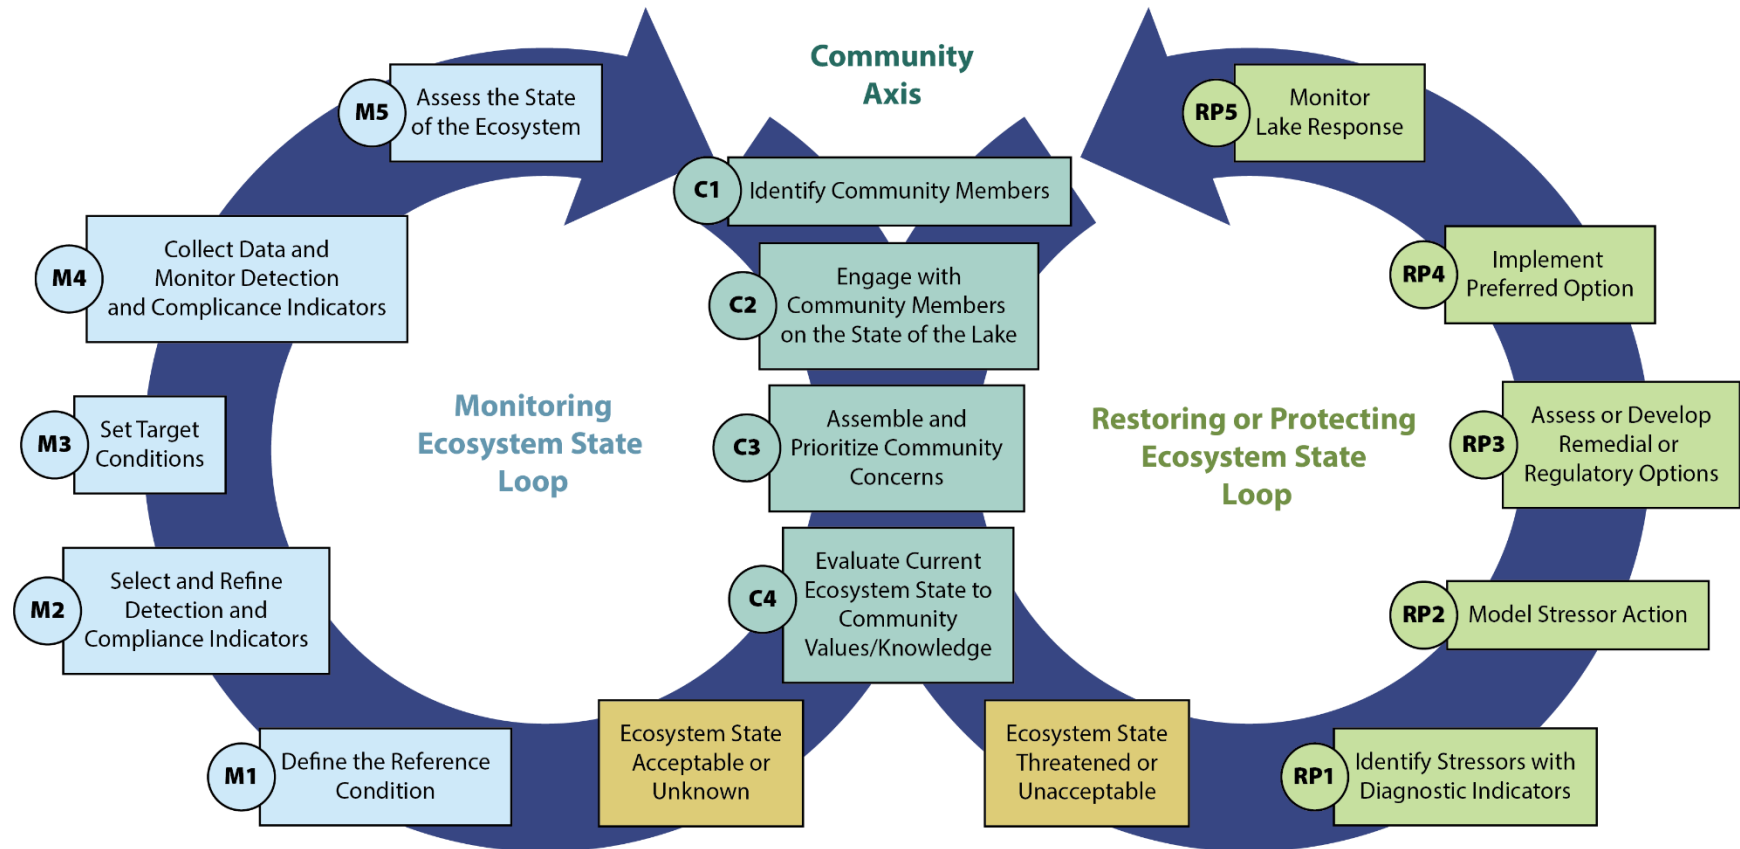 Community
Axis
C1
Identify Community Members
C2
Engage with
Community Members
on the State of the Lake
C3
Assemble and
Prioritize Community
Concerns
C4
Evaluate Current
Ecosystem State to
Community
Values/Knowledge
Ecosystem State
Acceptable or
Unknown
Ecosystem State
Threatened or
Unacceptable
Monitoring
Ecosystem State
Loop
M1
Define the Reference
Condition
M2
Select and Refine
Detection and
Compliance Indicators
M3
Set Target
Conditions
M4
Collect Data and
Monitor Detection
and Complicance Indicators
M5
Assess the State
of the Ecosystem
Restoring or Protecting
Ecosystem State
Loop
RP1
Identify Stressors with
Diagnostic Indicators
RP2
Model Stressor Action
RP3
Assess or Develop
Remedial or
Regulatory Options
RP4
Implement
Preferred Option
RP5
Monitor
Lake Response